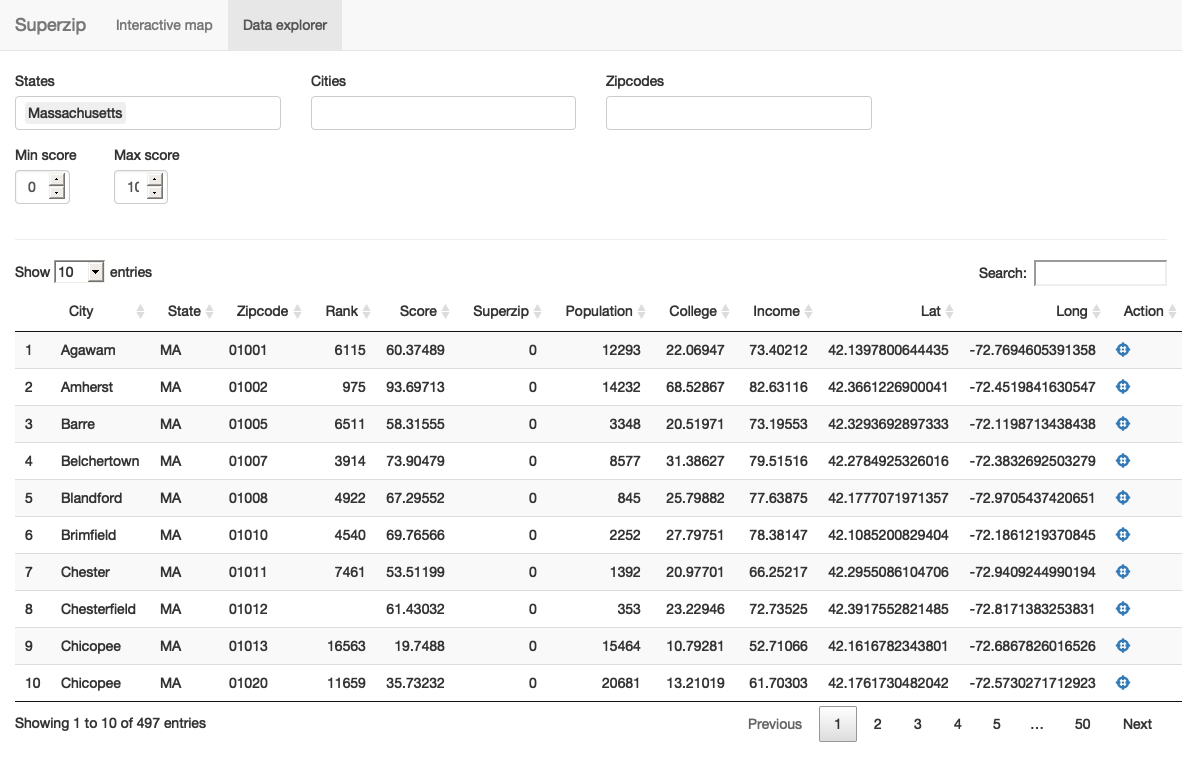 Superzip Interactive map Data explorer
States Cities Zipcodes
Massachusetts
Min score Max score
0 10
Show 10 entries Search:
City State Zipcode Rank Score Superzip Population College Income Lat Long Action
1 Agawam MA 01001 6115 60.37489 0 12293 22.06947 73.40212 42.1397800644435 -72.7694605391358
2 Amherst MA 01002 975 93.69713 0 14232 68.52867 82.63116 42.3661226900041 -72.4519841630547
3 Barre MA 01005 6511 58.31555 0 3348 20.51971 73.19553 42.3293692897333 -72.1198713438438
4 Belchertown MA 01007 3914 73.90479 0 8577 31.38627 79.51516 42.2784925326016 -72.3832692503279
5 Blandford MA 01008 4922 67.29552 0 845 25.79882 77.63875 42.1777071971357 -72.9705437420651
6 Brimfield MA 01010 4540 69.76566 0 2252 27.79751 78.38147 42.1085200829404 -72.1861219370845
7 Chester MA 01011 7461 53.51199 0 1392 20.97701 66.25217 42.2955086104706 -72.9409244990194
8 Chesterfield MA 01012 61.43032 0 353 23.22946 72.73525 42.3917552821485 -72.8171383253831
9 Chicopee MA 01013 16563 19.7488 0 15464 10.79281 52.71066 42.1616782343801 -72.6867826016526
10 Chicopee MA 01020 11659 35.73232 0 20681 13.21019 61.70303 42.1761730482042 -72.5730271712923
Showing 1 to 10 of 497 entries Previous 1 2 3 4 5 … 50 Next